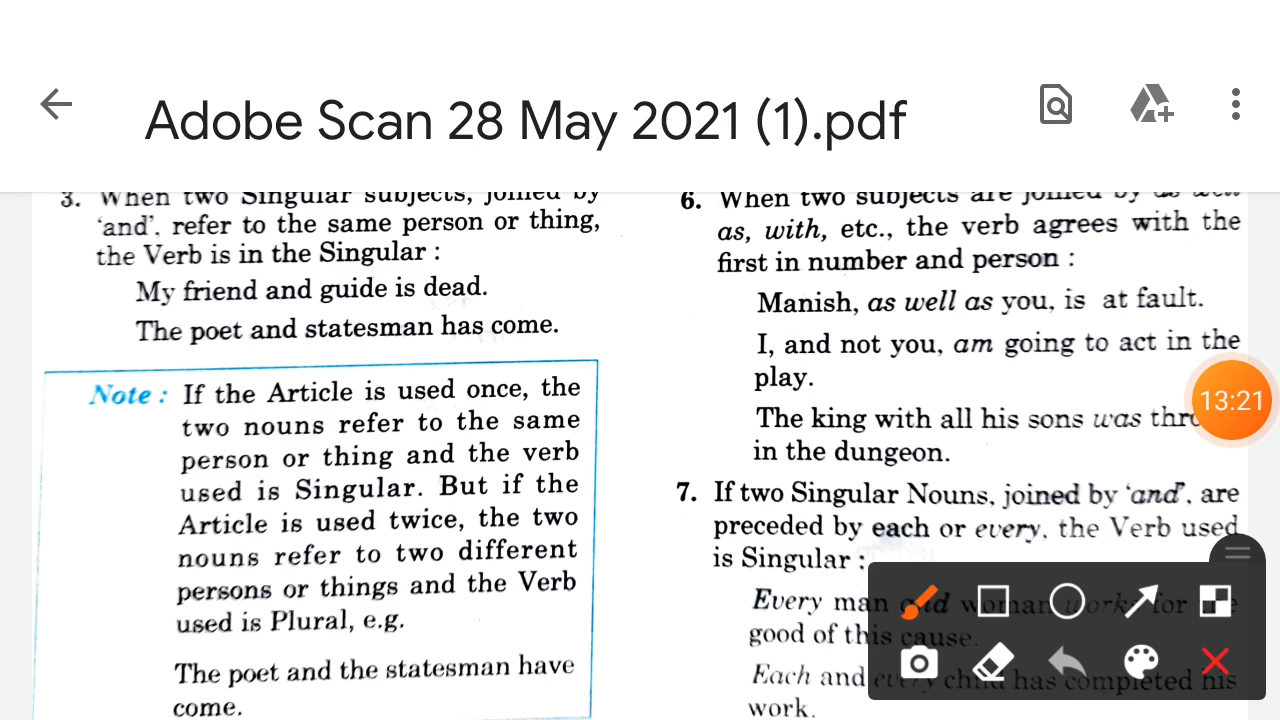 Adobe Scan 28 May 2021 (1).pdf
3. When two Singular subjects, joined by
'and', refer to the same person or thing,
the Verb is in the Singular :
My friend and guide is dead.
The poet and statesman has come.
Note : If the Article is used once, the
two nouns refer to the same
person or thing and the verb
used is Singular. But if the
Article is used twice, the two
nouns refer to two different
persons or things and the Verb
used is Plural, e.g.
The poet and the statesman have
come.
6. When two subjects are joined by as well
as, with, etc., the verb agrees with the
first in number and person :
Manish, as well as you, is at fault.
I, and not you, am going to act in the
play.
13:21
The king with all his sons was
in the dungeon.
7. If two Singular Nouns, joined by 'and', are
preceded by each or every, the Verb used
is Singular :
Every man and woman works for the
good of this cause.
Each and every child has completed his
work.